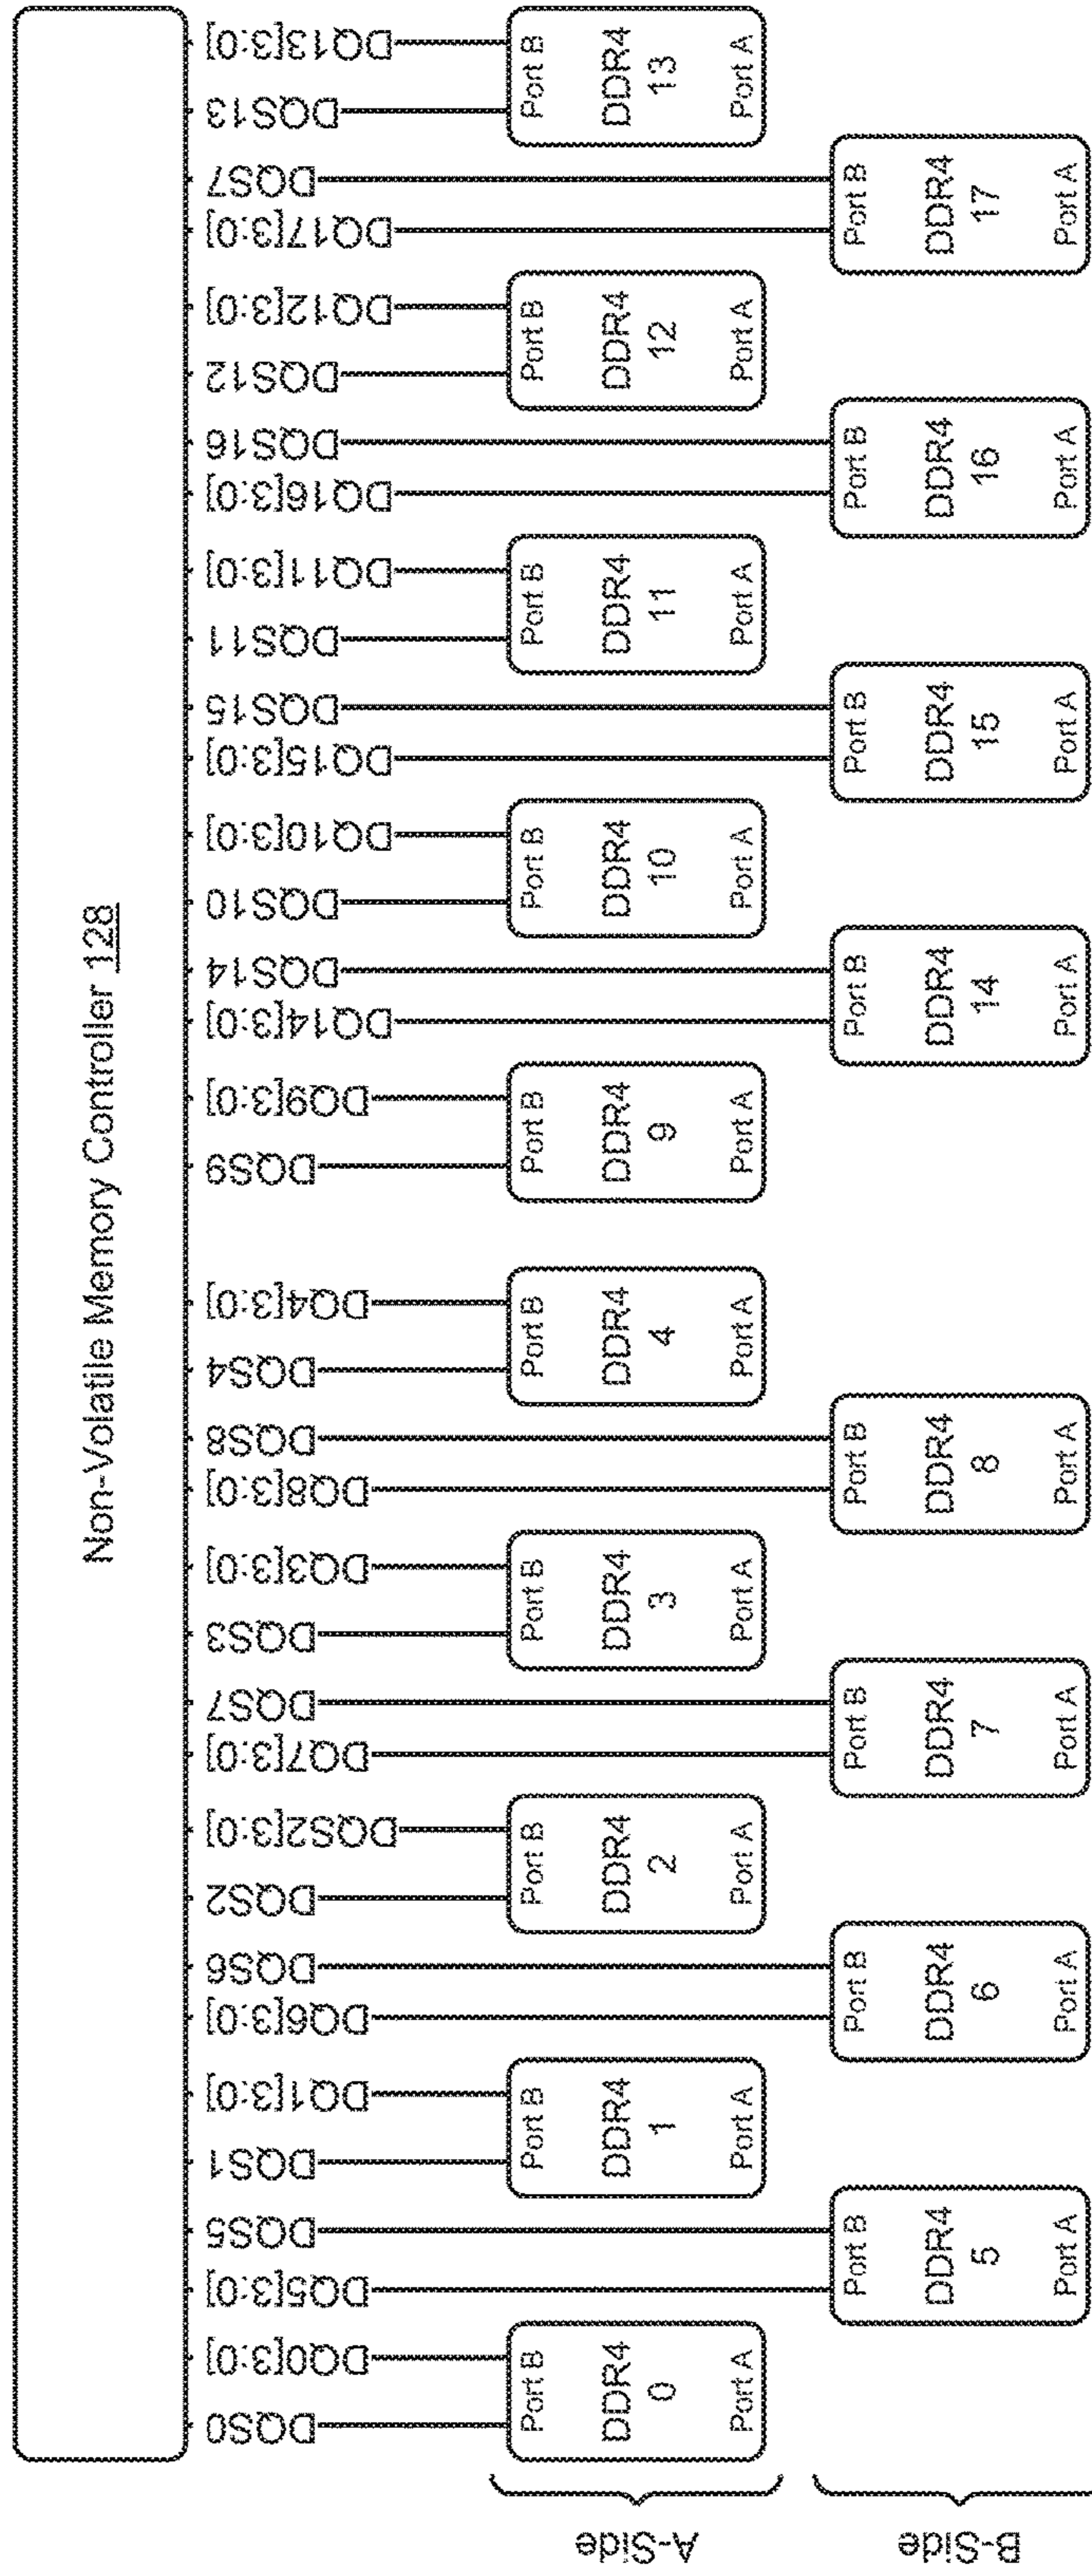 Non-Volatile Memory Controller 128
DQS0
DQ0[3:0]
DQ5[3:0]
DQS5
DQS1
DQ1[3:0]
DQ6[3:0]
DQS6
DQS2
DQS2[3:0]
DQ7[3:0]
DQS7
DQS3
DQ3[3:0]
DQ8[3:0]
DQS8
DQS4
DQ4[3:0]
DQS9
DQ9[3:0]
DQ14[3:0]
DQS14
DQS10
DQ10[3:0]
DQ15[3:0]
DQS15
DQS11
DQ11[3:0]
DQ16[3:0]
DQS16
DQS12
DQ12[3:0]
DQ17[3:0]
DQS7
DQS13
DQ13[3:0]
A-Side
Port B
DDR4
0
Port A
Port B
DDR4
1
Port A
Port B
DDR4
2
Port A
Port B
DDR4
3
Port A
Port B
DDR4
4
Port A
Port B
DDR4
9
Port A
Port B
DDR4
10
Port A
Port B
DDR4
11
Port A
Port B
DDR4
12
Port A
Port B
DDR4
13
Port A
B-Side
Port B
DDR4
5
Port A
Port B
DDR4
6
Port A
Port B
DDR4
7
Port A
Port B
DDR4
8
Port A
Port B
DDR4
14
Port A
Port B
DDR4
15
Port A
Port B
DDR4
16
Port A
Port B
DDR4
17
Port A